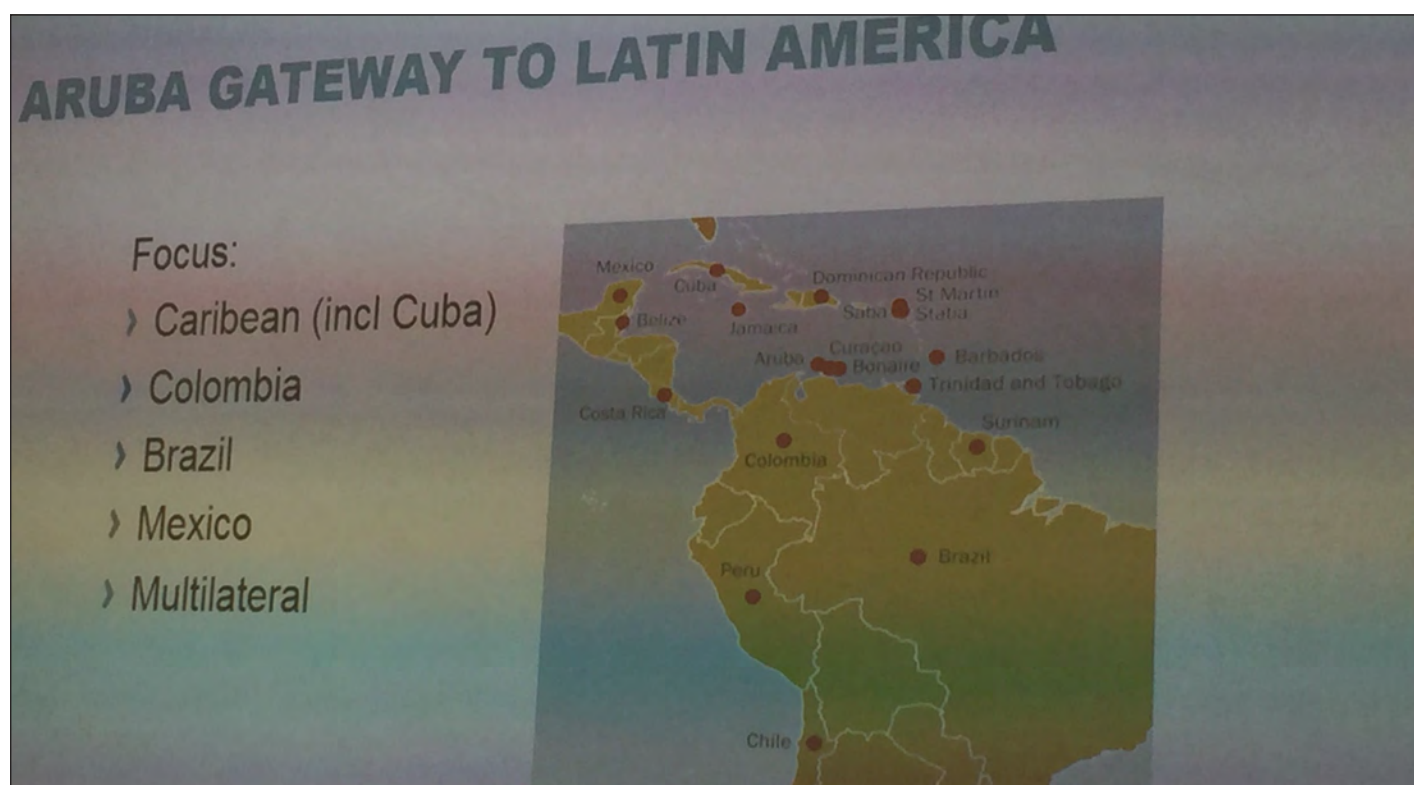 ARUBA GATEWAY TO LATIN AMERICA
Focus:
› Caribean (incl Cuba)
› Colombia
› Brazil
› Mexico
› Multilateral
Mexico
Cuba
Dominican Republic
St Martin
Belize
Jamaica
Saba
Statia
Aruba
Curaçao
Bonaire
Barbados
Trinidad and Tobago
Costa Rica
Surinam
Colombia
Brazil
Peru
Chile